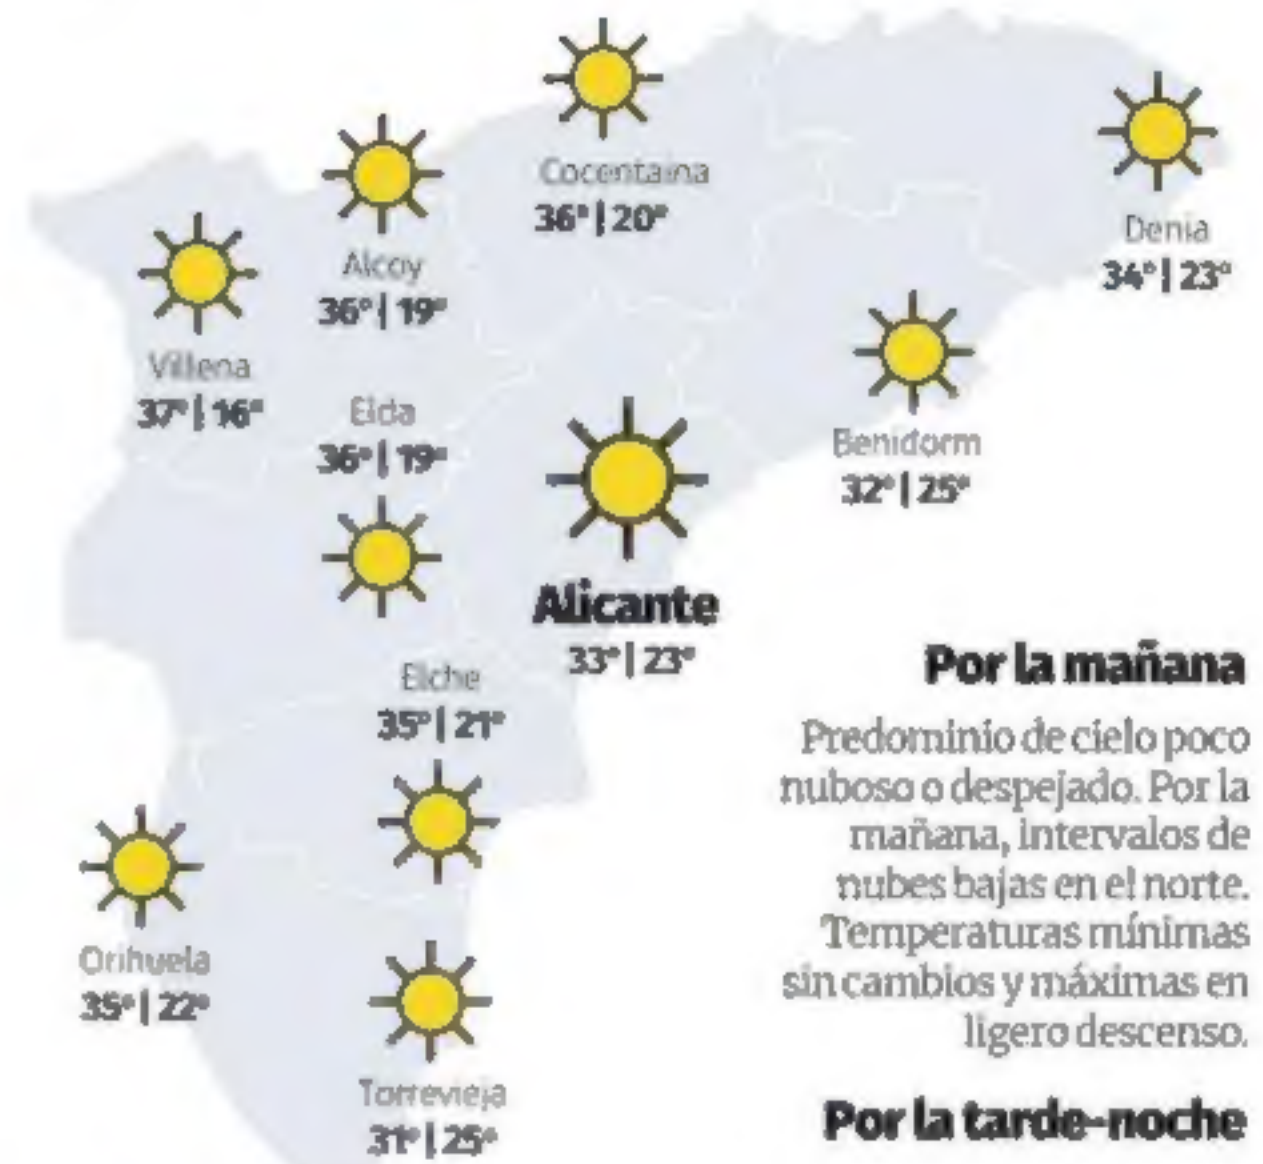 Cocentaina
36° | 20°
Denia
34° | 23°
Alcoy
36° | 19°
Villena
37° | 16°
Elda
36° | 19°
Benidorm
32° | 25°
Alicante
33° | 23°
Elche
35° | 21°
Orihuela
35° | 22°
Torrevieja
31° | 25°
Por la mañana
Predominio de cielo poco
nuboso o despejado. Por la
mañana, intervalos de
nubes bajas en el norte.
Temperaturas mínimas
sin cambios y máximas en
ligero descenso.
Por la tarde-noche